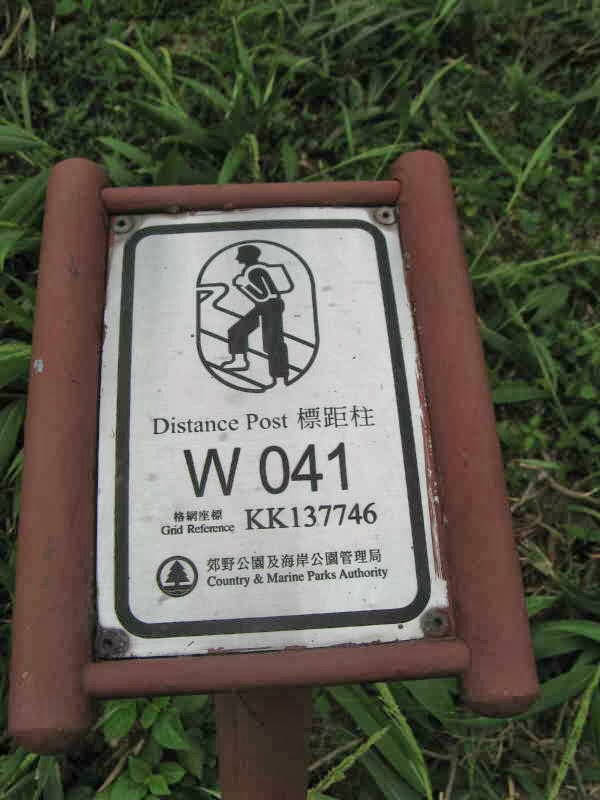 Distance Post 標距柱
W 041
格網座標
Grid Reference KK137746
郊野公園及海岸公園管理局
Country & Marine Parks Authority